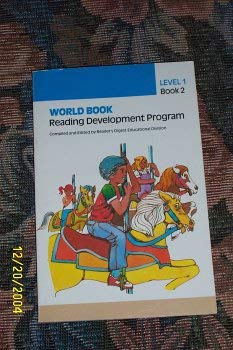 LEVEL 1
Book 2
WORLD BOOK
Reading Development Program
Compiled and Edited by Reader's Digest Educational Division
12/20/2004